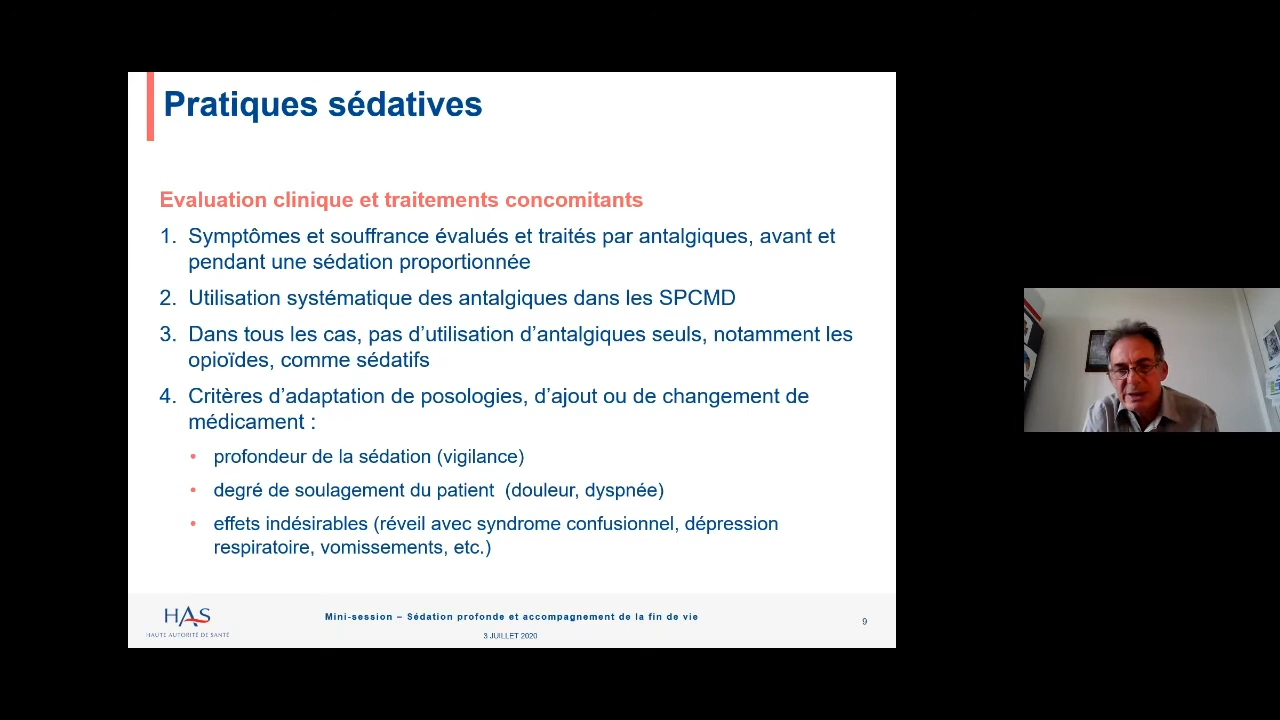 Pratiques sédatives
Evaluation clinique et traitements concomitants
1. Symptômes et souffrance évalués et traités par antalgiques, avant et
pendant une sédation proportionnée
2. Utilisation systématique des antalgiques dans les SPCMD
3. Dans tous les cas, pas d’utilisation d’antalgiques seuls, notamment les
opioïdes, comme sédatifs
4. Critères d’adaptation de posologies, d’ajout ou de changement de
médicament :
• profondeur de la sédation (vigilance)
• degré de soulagement du patient (douleur, dyspnée)
• effets indésirables (réveil avec syndrome confusionnel, dépression
respiratoire, vomissements, etc.)
HAS
HAUTE AUTORITÉ DE SANTÉ
Mini-session – Sédation profonde et accompagnement de la fin de vie
3 JUILLET 2020
9